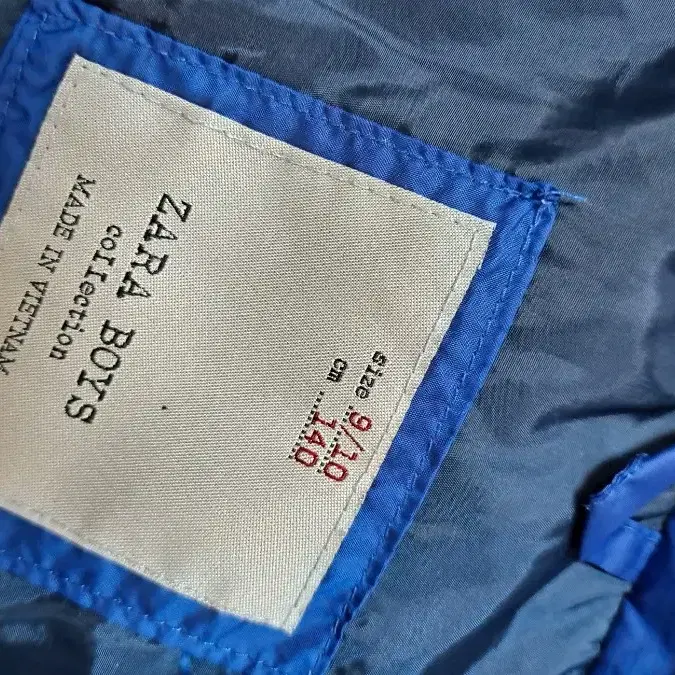 size 9/10
cm 140
ZARA BOYS
collection
MADE IN VIETNAM